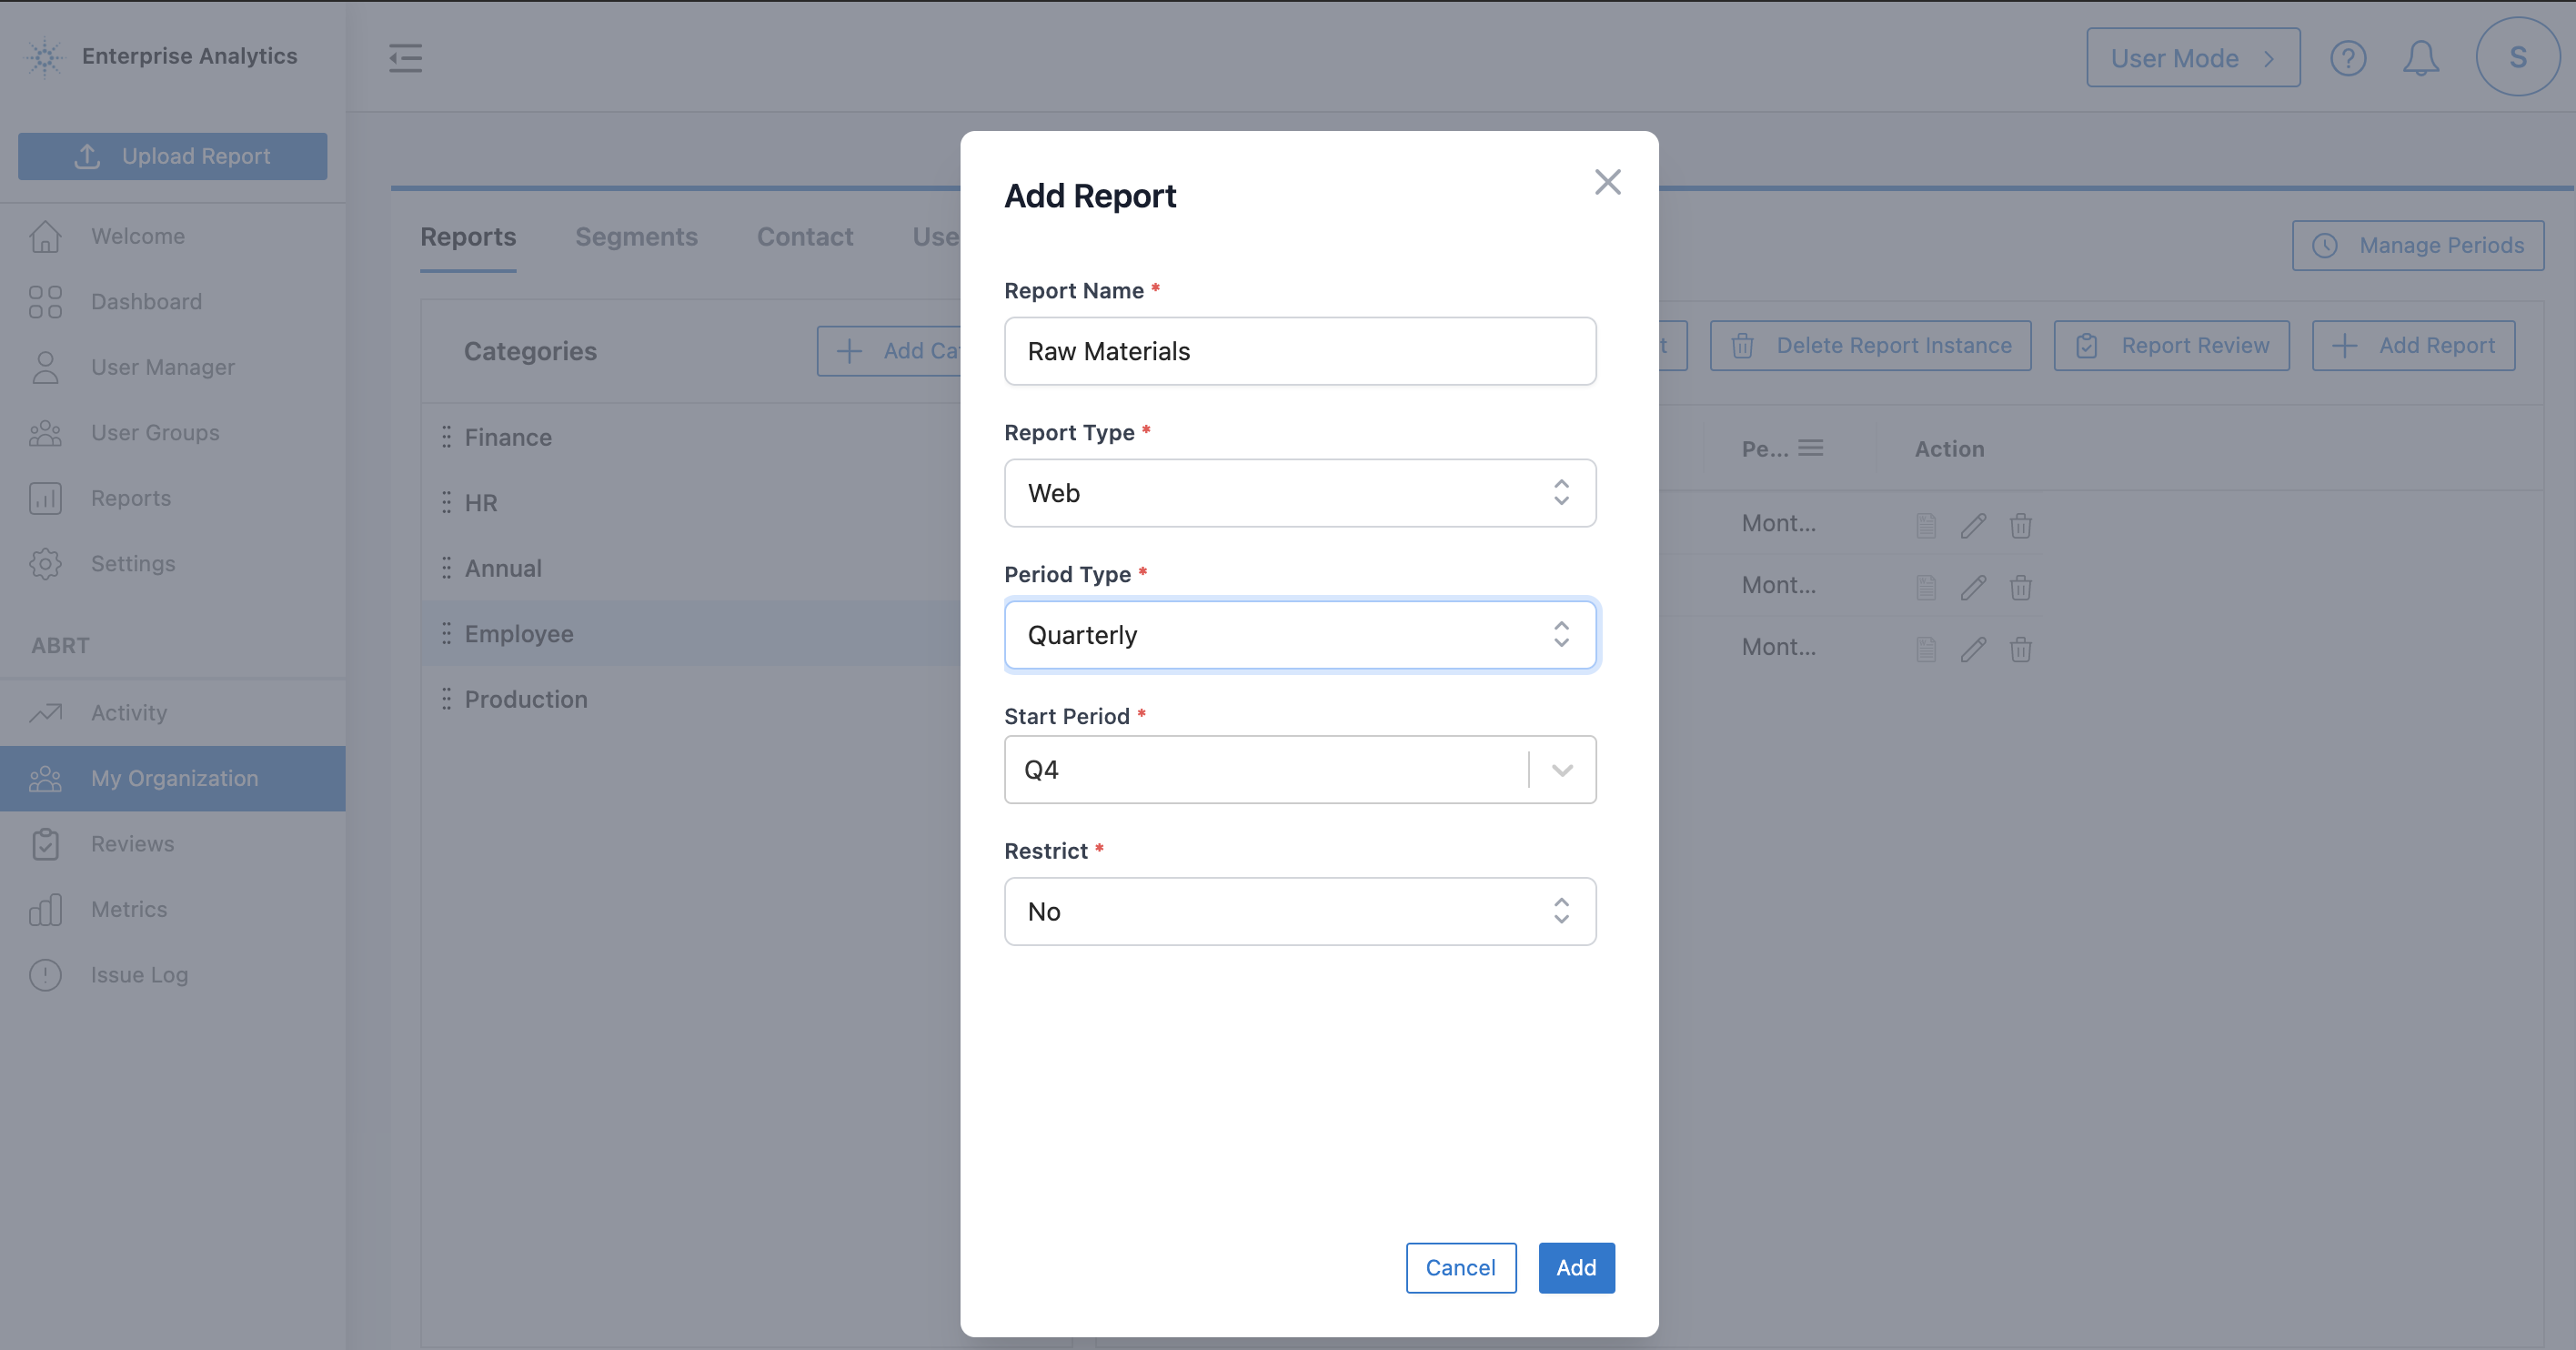 Enterprise Analytics
User Mode
S
Upload Report
Welcome
Dashboard
User Manager
User Groups
Reports
Settings
ABRT
Activity
My Organization
Reviews
Metrics
Issue Log
Reports Segments Contact Use
Manage Periods
Categories
Add Ca
t
Delete Report Instance
Report Review
Add Report
Finance
HR
Annual
Employee
Production
Pe... Action
Mont...
Mont...
Mont...
Add Report
Report Name *
Raw Materials
Report Type *
Web
Period Type *
Quarterly
Start Period *
Q4
Restrict *
No
Cancel
Add